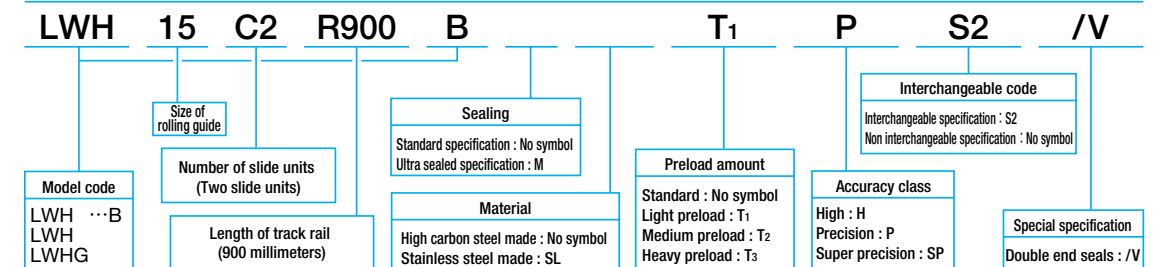 LWH 15 C2 R900 B T1 P S2 /V
Size of
rolling guide
Number of slide units
(Two slide units)
Model code
LWH …B
LWH
LWHG
Length of track rail
(900 millimeters)
Sealing
Standard specification : No symbol
Ultra sealed specification : M
Material
High carbon steel made : No symbol
Stainless steel made : SL
Preload amount
Standard : No symbol
Light preload : T1
Medium preload : T2
Heavy preload : T3
Interchangeable code
Interchangeable specification : S2
Non interchangeable specification : No symbol
Accuracy class
High : H
Precision : P
Super precision : SP
Special specification
Double end seals : /V